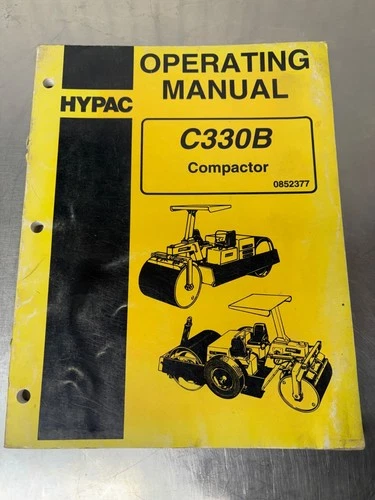 OPERATING
MANUAL
HYPAC
C330B
Compactor
0852377